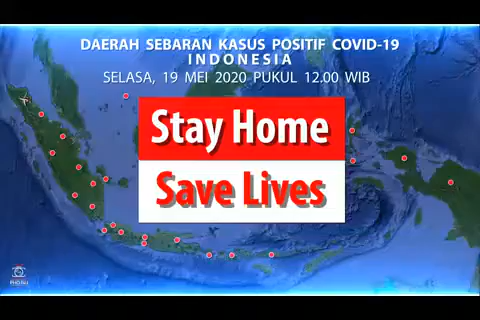 DAERAH SEBARAN KASUS POSITIF COVID-19
INDONESIA
SELASA, 19 MEI 2020 PUKUL 12.00 WIB
Stay Home
Save Lives